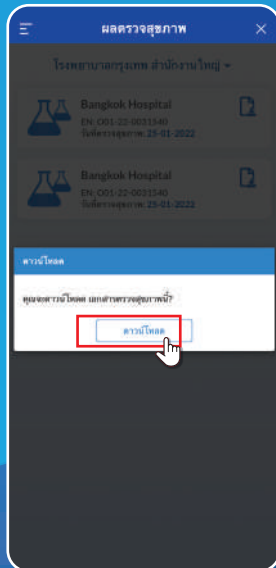 ผลตรวจสุขภาพ
โรงพยาบาลกรุงเทพ สำนักงานใหญ่
Bangkok Hospital
EN: O01-22-0031540
วันที่ตรวจสุขภาพ: 25-01-2022
Bangkok Hospital
EN: O01-22-0031540
วันที่ตรวจสุขภาพ: 25-01-2022
ดาวน์โหลด
คุณจะดาวน์โหลด เอกสารตรวจสุขภาพนี้?
ดาวน์โหลด